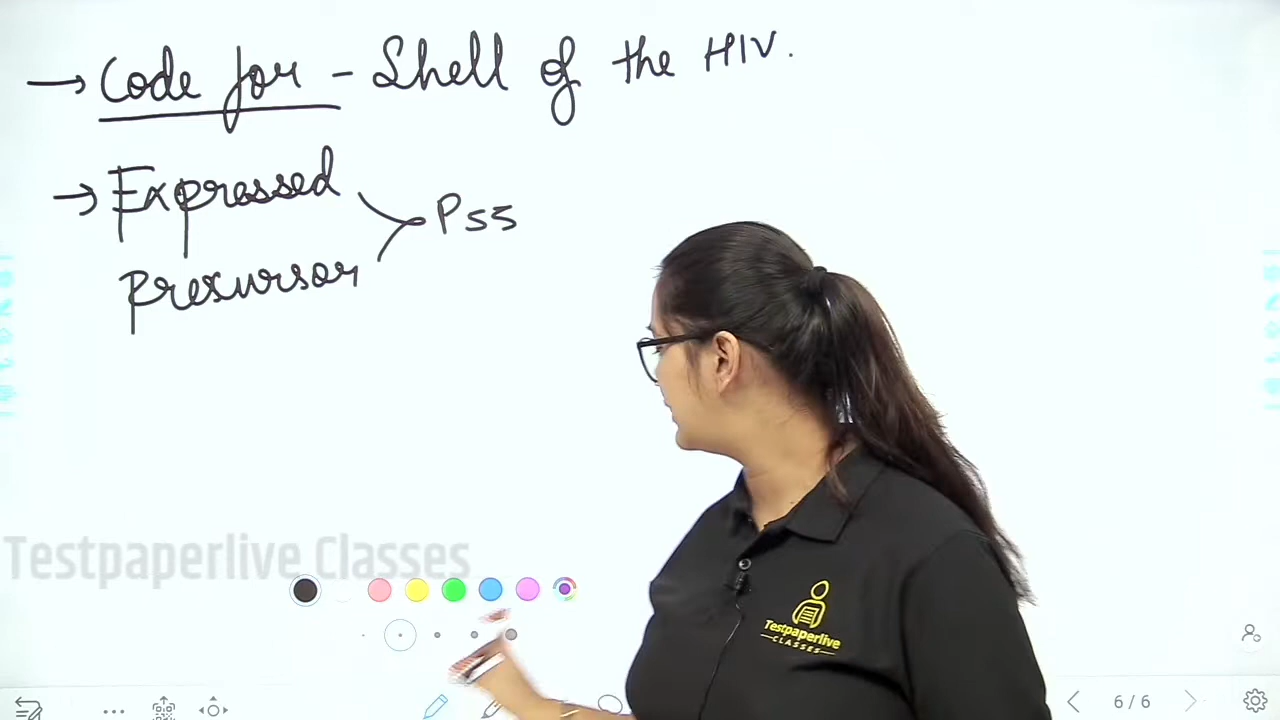 → Code for - Shell of the HIV.
→ Expressed
precursor
P55
Testpaperlive Classes
Testpaperlive
CLASSES
6/6